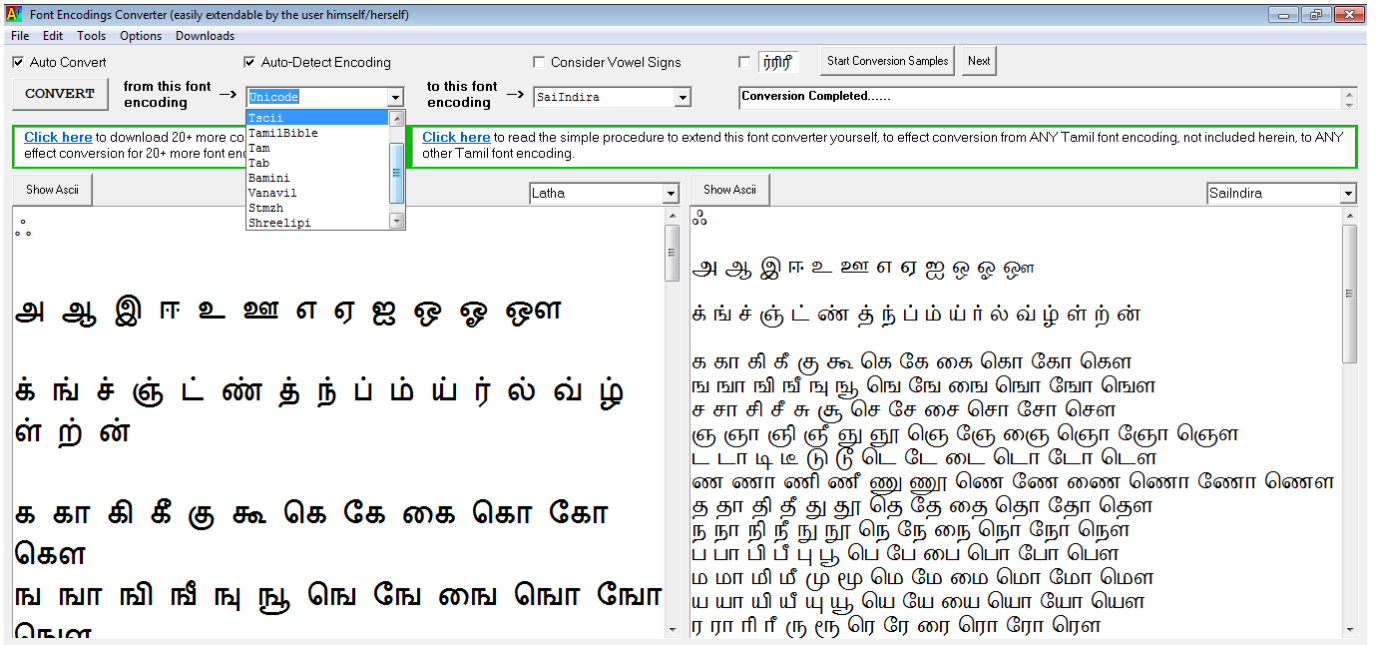 Font Encodings Converter (easily extendable by the user himself/herself)
File Edit Tools Options Downloads
Auto Convert Auto-Detect Encoding Consider Vowel Signs Start Conversion Samples Next
CONVERT from this font encoding --> Unicode to this font encoding --> SaiIndira Conversion Completed......
Tscii
TamilBible
Tam
Tab
Bamini
Vanavil
Stmzh
Shreelipi
Click here to download 20+ more co
effect conversion for 20+ more font en
Click here to read the simple procedure to extend this font converter yourself, to effect conversion from ANY Tamil font encoding, not included herein, to ANY
other Tamil font encoding.
Show Ascii Latha
ஃ
அ ஆ இ ஈ உ ஊ எ ஏ ஐ ஒ ஓ ஔ
க் ங் ச் ஞ் ட் ண் த் ந் ப் ம் ய் ர் ல் வ் ழ்
ள் ற் ன்
க கா கி கீ கு கூ கெ கே கை கொ கோ
கௌ
ங ஙா ஙி ஙீ ஙு ஙூ ஙெ ஙே ஙை ஙொ ஙோ
ஙௌ
Show Ascii SaiIndira
ஃ
அ ஆ இ ஈ உ ஊ எ ஏ ஐ ஒ ஓ ஔ
க் ங் ச் ஞ் ட் ண் த் ந் ப் ம் ய் ர் ல் வ் ழ் ள் ற் ன்
க கா கி கீ கு கூ கெ கே கை கொ கோ கௌ
ங ஙா ஙி ஙீ ஙு ஙூ ஙெ ஙே ஙை ஙொ ஙோ ஙௌ
ச சா சி சீ சு சூ செ சே சை சொ சோ சௌ
ஞ ஞா ஞி ஞீ ஞு ஞூ ஞெ ஞே ஞை ஞொ ஞோ ஞௌ
ட டா டி டீ டு டூ டெ டே டை டொ டோ டௌ
ண ணா ணி ணீ ணு ணூ ணெ ணே ணை ணொ ணோ ணௌ
த தா தி தீ து தூ தெ தே தை தொ தோ தௌ
ந நா நி நீ நு நூ நெ நே நை நொ நோ நௌ
ப பா பி பீ பு பூ பெ பே பை பொ போ பௌ
ம மா மி மீ மு மூ மெ மே மை மொ மோ மௌ
ய யா யி யீ யு யூ யெ யே யை யொ யோ யௌ
ர ரா ரி ரீ ரு ரூ ரெ ரே ரை ரொ ரோ ரௌ